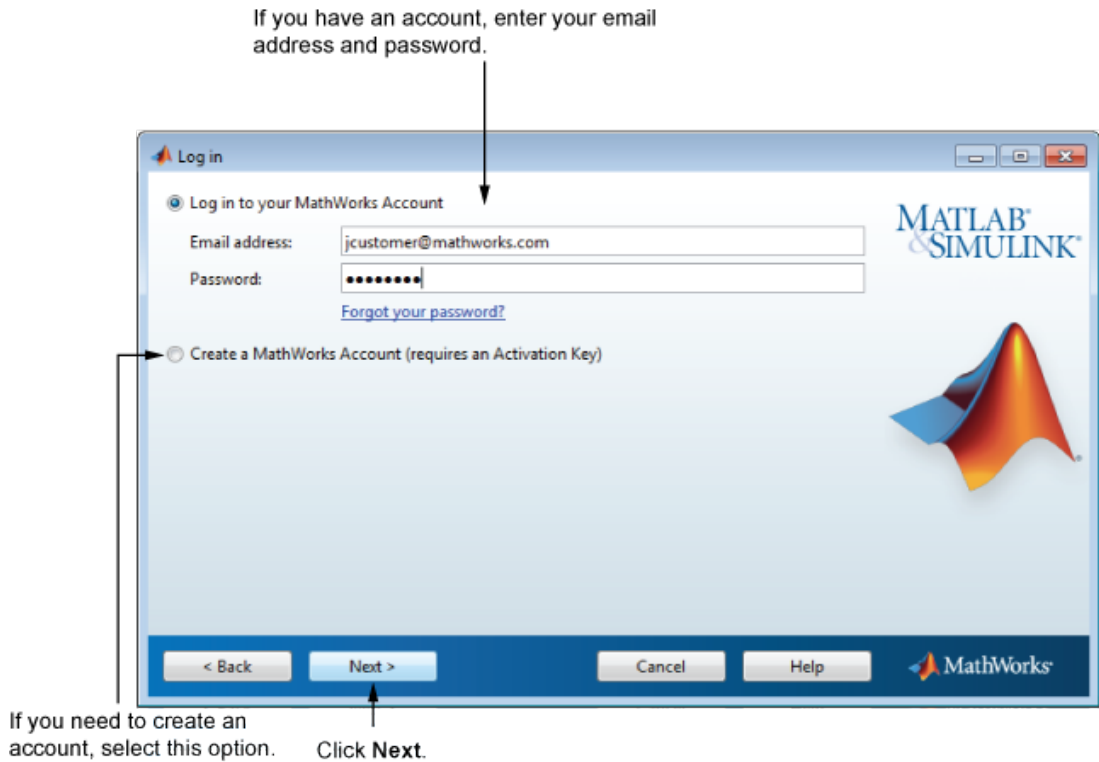 If you have an account, enter your email
address and password.
Log in
Log in to your MathWorks Account
MATLAB®
&SIMULINK®
Email address:
jcustomer@mathworks.com
Password:
••••••••
Forgot your password?
Create a MathWorks Account (requires an Activation Key)
< Back
Next >
Cancel
Help
MathWorks®
If you need to create an
account, select this option.
Click Next.